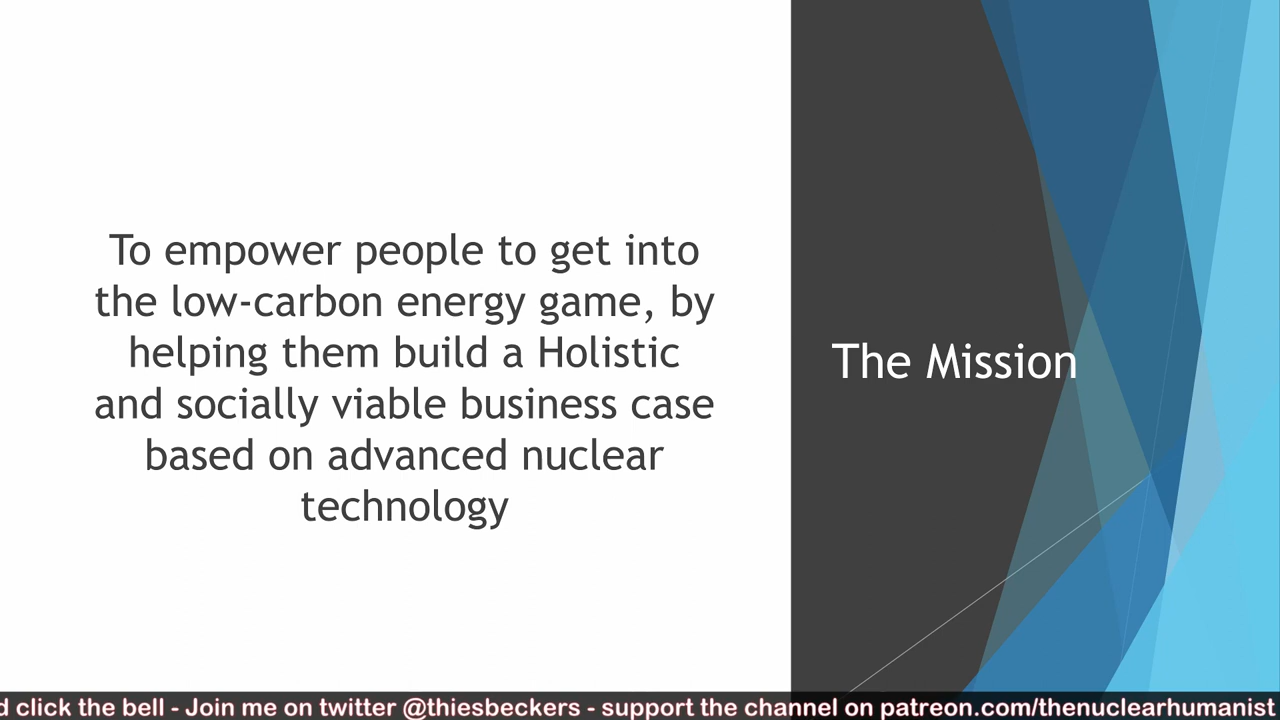 To empower people to get into
the low-carbon energy game, by
helping them build a Holistic
and socially viable business case
based on advanced nuclear
technology
The Mission
d click the bell - Join me on twitter @thiesbeckers - support the channel on patreon.com/thenuclearhumanist